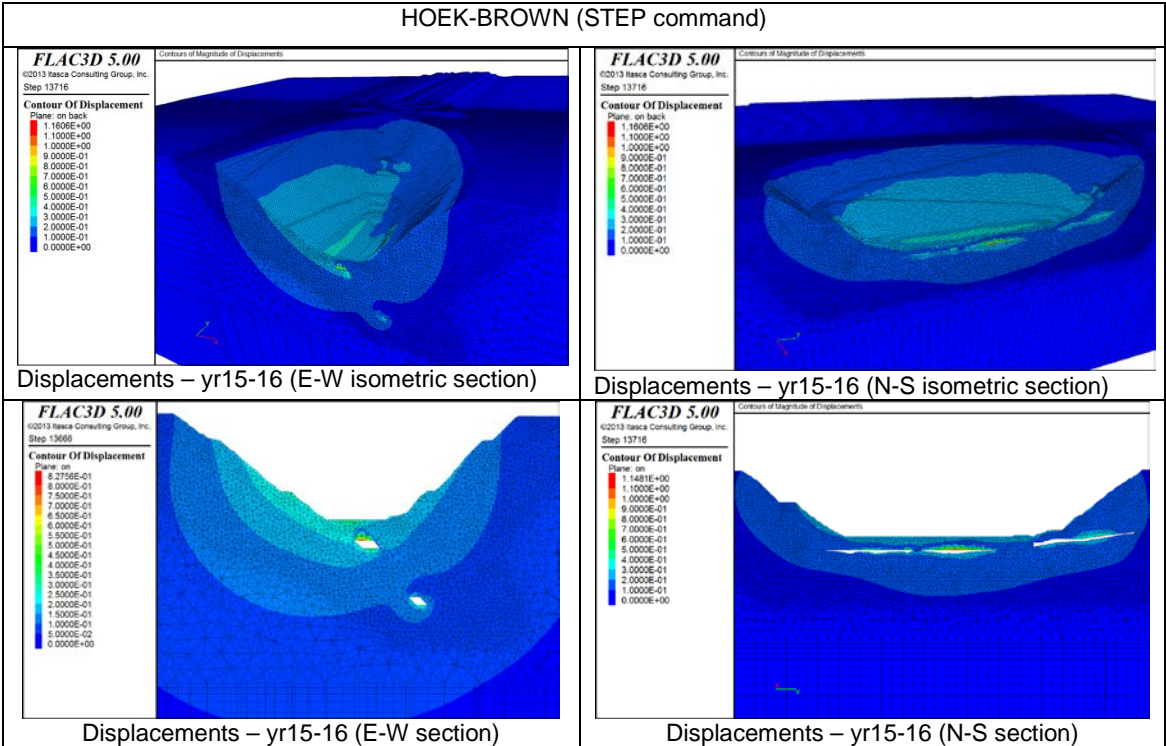 HOEK-BROWN (STEP command)
FLAC3D 5.00
©2013 Itasca Consulting Group, Inc.
Step 13716
Contour Of Displacement
Plane: on back
1.1606E+00
1.1000E+00
1.0000E+00
9.0000E-01
8.0000E-01
7.0000E-01
6.0000E-01
5.0000E-01
4.0000E-01
3.0000E-01
2.0000E-01
1.0000E-01
0.0000E+00
Contours of Magnitude of Displacements
Displacements – yr15-16 (E-W isometric section)
FLAC3D 5.00
©2013 Itasca Consulting Group, Inc.
Step 13716
Contour Of Displacement
Plane: on back
1.1606E+00
1.1000E+00
1.0000E+00
9.0000E-01
8.0000E-01
7.0000E-01
6.0000E-01
5.0000E-01
4.0000E-01
3.0000E-01
2.0000E-01
1.0000E-01
0.0000E+00
Contours of Magnitude of Displacements
Displacements – yr15-16 (N-S isometric section)
FLAC3D 5.00
©2013 Itasca Consulting Group, Inc.
Step 13666
Contour Of Displacement
Plane: on
8.2756E-01
8.0000E-01
7.5000E-01
7.0000E-01
6.5000E-01
6.0000E-01
5.5000E-01
5.0000E-01
4.5000E-01
4.0000E-01
3.5000E-01
3.0000E-01
2.5000E-01
2.0000E-01
1.5000E-01
1.0000E-01
5.0000E-02
0.0000E+00
Displacements – yr15-16 (E-W section)
FLAC3D 5.00
©2013 Itasca Consulting Group, Inc.
Step 13716
Contour Of Displacement
Plane: on
1.1481E+00
1.1000E+00
1.0000E+00
9.0000E-01
8.0000E-01
7.0000E-01
6.0000E-01
5.0000E-01
4.0000E-01
3.0000E-01
2.0000E-01
1.0000E-01
0.0000E+00
Contours of Magnitude of Displacements
Displacements – yr15-16 (N-S section)